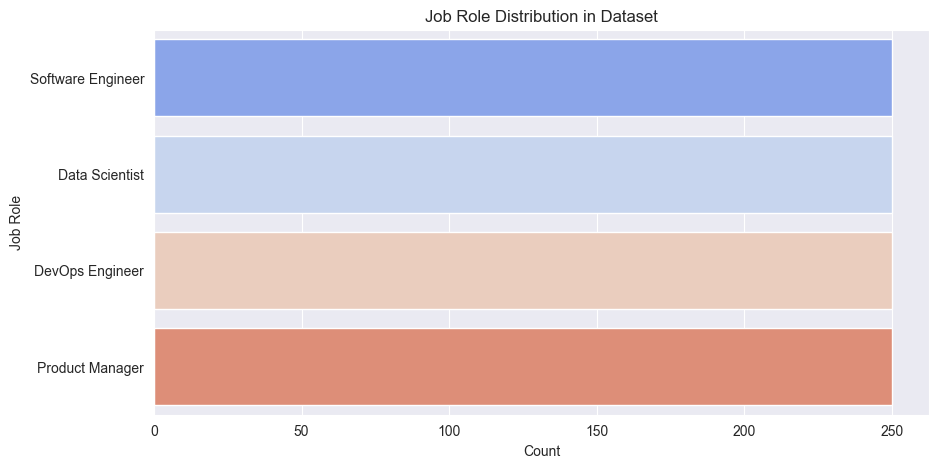 Job Role Distribution in Dataset
Software Engineer
Data Scientist
DevOps Engineer
Product Manager
Job Role
0 50 100 150 200 250
Count